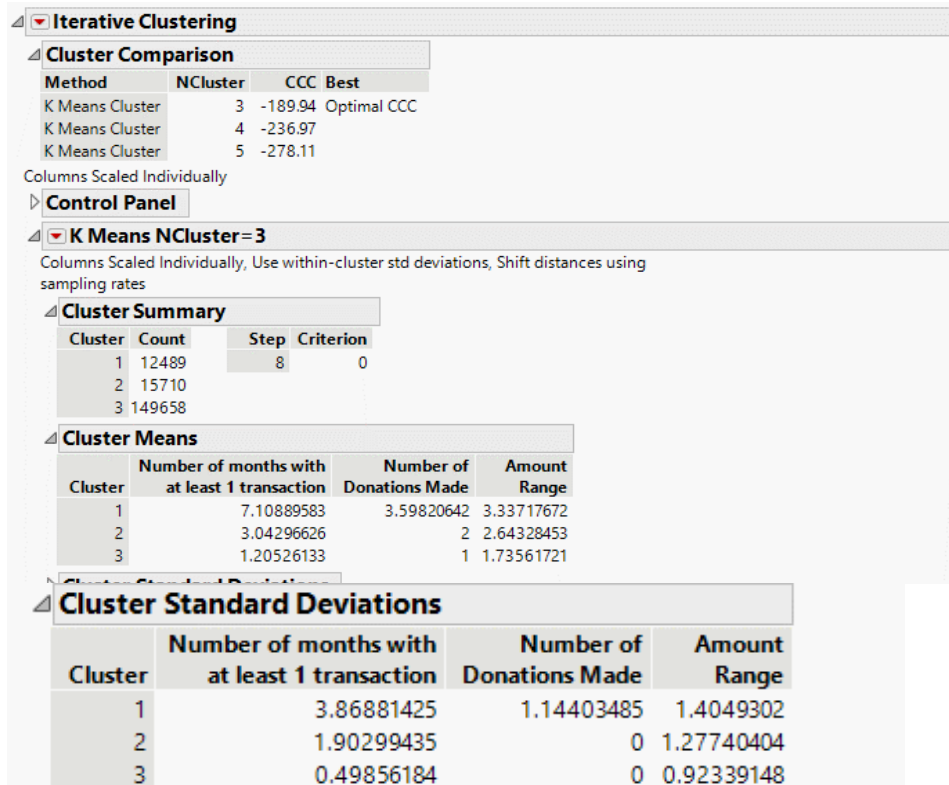 Iterative Clustering
Cluster Comparison
Method NCluster CCC Best
K Means Cluster 3 -189.94 Optimal CCC
K Means Cluster 4 -236.97
K Means Cluster 5 -278.11
Columns Scaled Individually
Control Panel
K Means NCluster=3
Columns Scaled Individually, Use within-cluster std deviations, Shift distances using
sampling rates
Cluster Summary
Cluster Count Step Criterion
1 12489 8 0
2 15710
3 149658
Cluster Means
Number of months with Number of Amount
Cluster at least 1 transaction Donations Made Range
1 7.10889583 3.59820642 3.33717672
2 3.04296626 2 2.64328453
3 1.20526133 1 1.73561721
Cluster Standard Deviations
Cluster Standard Deviations
Number of months with Number of Amount
Cluster at least 1 transaction Donations Made Range
1 3.86881425 1.14403485 1.4049302
2 1.90299435 0 1.27740404
3 0.49856184 0 0.92339148